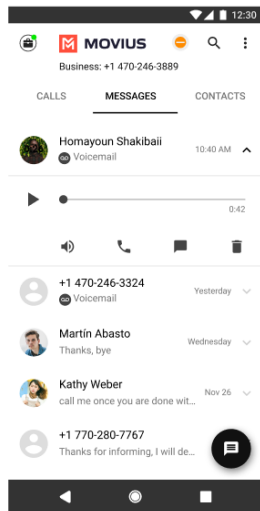 12:30
MOVIUS
Business: +1 470-246-3889
CALLS MESSAGES CONTACTS
Homayoun Shakibaii
10:40 AM
Voicemail
0:42
+1 470-246-3324
Yesterday
Voicemail
Martín Abasto
Wednesday
Thanks, bye
Kathy Weber
Nov 26
call me once you are done wit...
+1 770-280-7767
Thanks for informing, I will de...